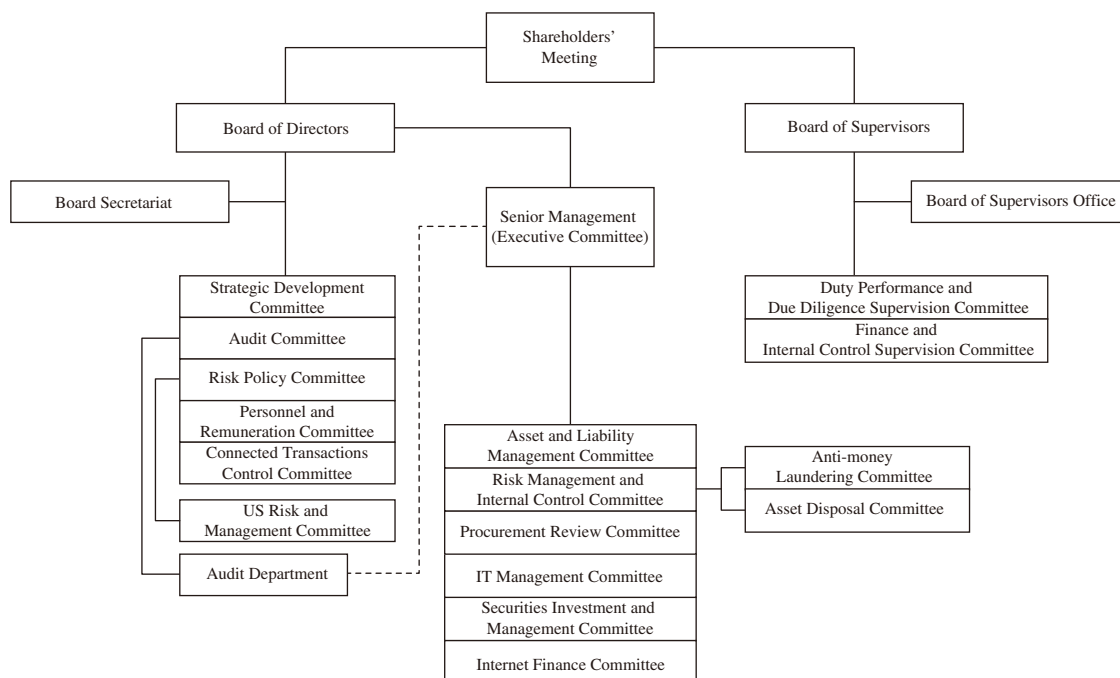 Shareholders’
Meeting
Board of Directors
Board of Supervisors
Board Secretariat
Board of Supervisors Office
Senior Management
(Executive Committee)
Strategic Development
Committee
Audit Committee
Risk Policy Committee
Personnel and
Remuneration Committee
Connected Transactions
Control Committee
US Risk and
Management Committee
Audit Department
Duty Performance and
Due Diligence Supervision Committee
Finance and
Internal Control Supervision Committee
Asset and Liability
Management Committee
Risk Management and
Internal Control Committee
Procurement Review Committee
IT Management Committee
Securities Investment and
Management Committee
Internet Finance Committee
Anti-money
Laundering Committee
Asset Disposal Committee